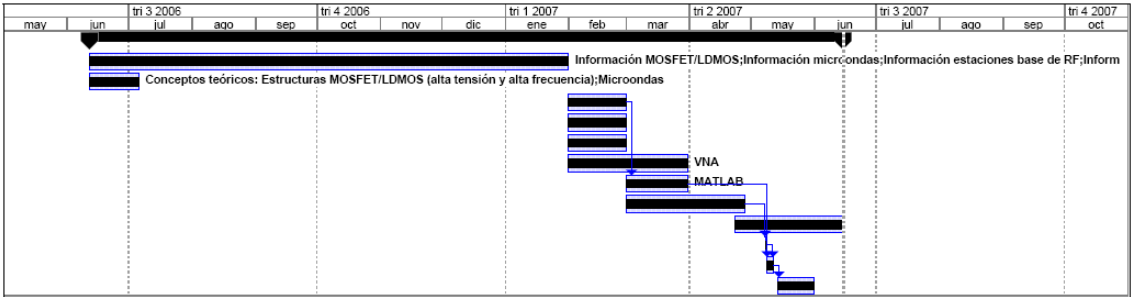 tri 3 2006 tri 4 2006 tri 1 2007 tri 2 2007 tri 3 2007 tri 4 2007
may jun jul ago sep oct nov dic ene feb mar abr may jun jul ago sep oct
Información MOSFET/LDMOS;Información microondas;Información estaciones base de RF;Inform
Conceptos teóricos: Estructuras MOSFET/LDMOS (alta tensión y alta frecuencia);Microondas
VNA
MATLAB